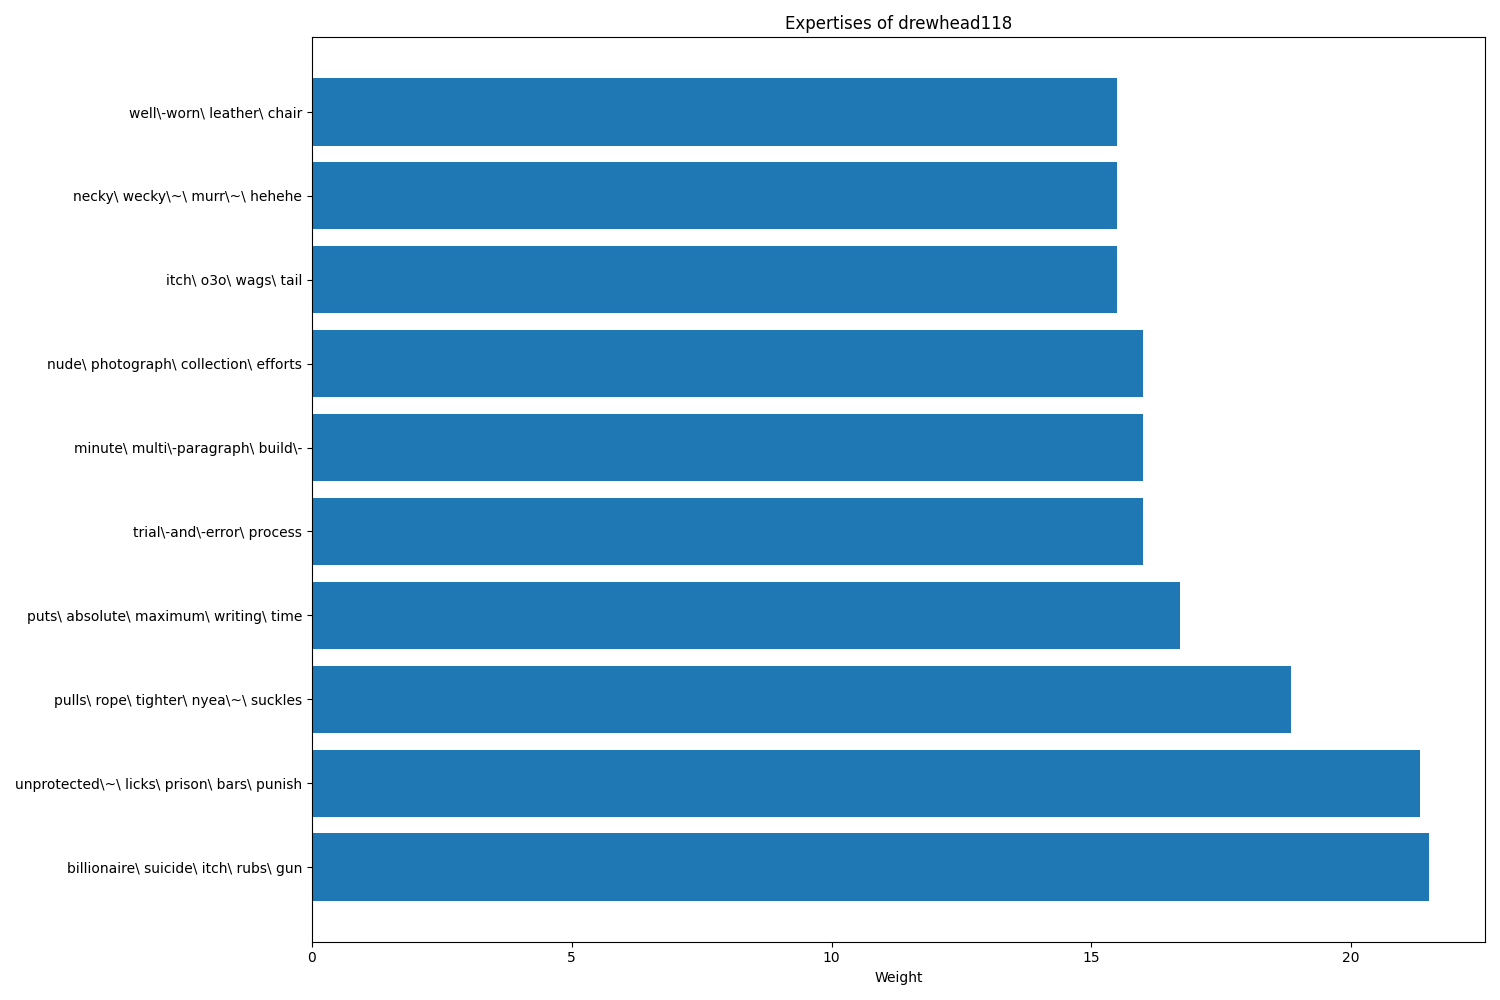 Expertises of drewhead118
well\-worn\ leather\ chair
necky\ wecky\~\ murr\~\ hehehe
itch\ o3o\ wags\ tail
nude\ photograph\ collection\ efforts
minute\ multi\-paragraph\ build\-
trial\-and\-error\ process
puts\ absolute\ maximum\ writing\ time
pulls\ rope\ tighter\ nyea\~\ suckles
unprotected\~\ licks\ prison\ bars\ punish
billionaire\ suicide\ itch\ rubs\ gun
0 5 10 15 20
Weight